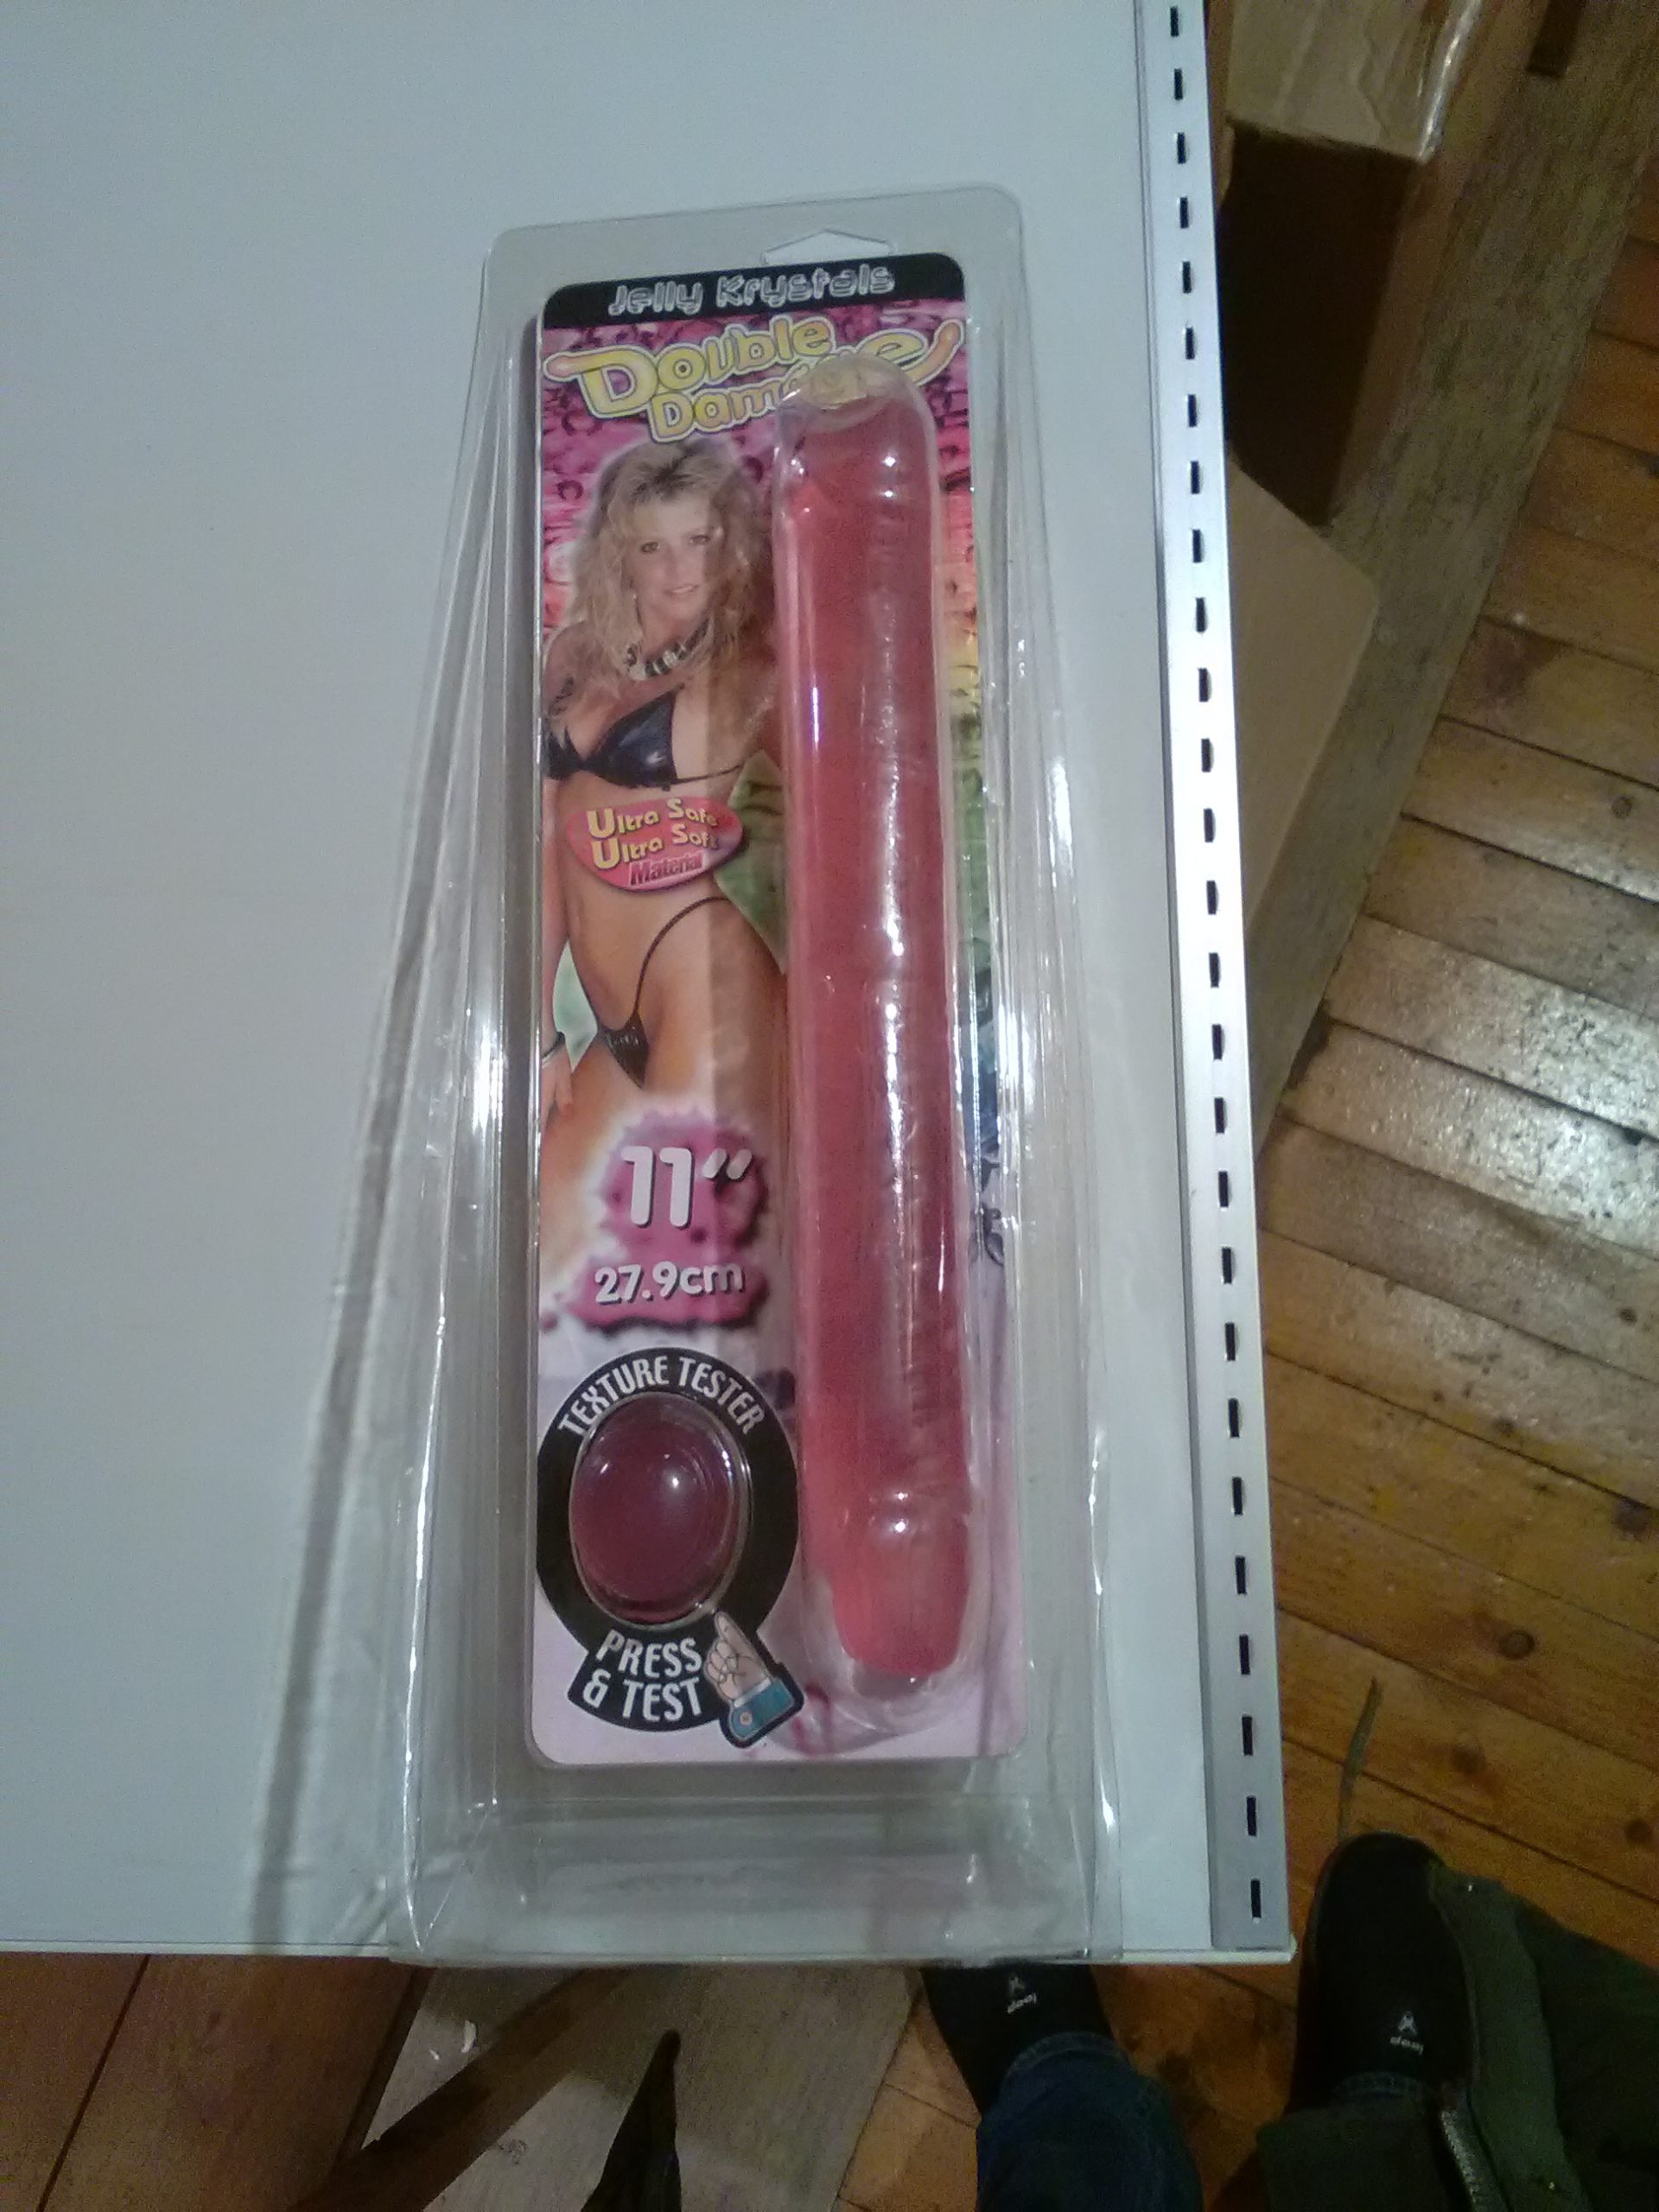 Jelly Krystals
Double
Damage
Ultra Safe
Ultra Soft
Material
11"
27.9cm
TEXTURE TESTER
PRESS
& TEST